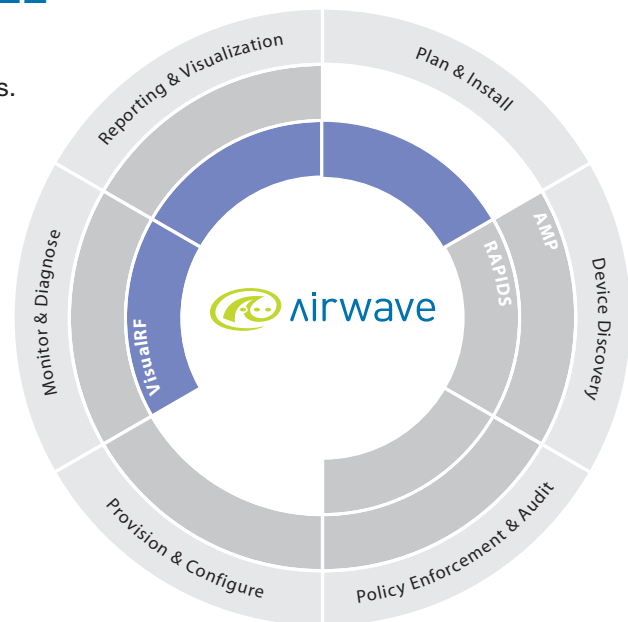 s.
Reporting & Visualization
Plan & Install
AMP
RAPIDS
Device Discovery
Monitor & Diagnose
VisualRF
airwave
Provision & Configure
Policy Enforcement & Audit